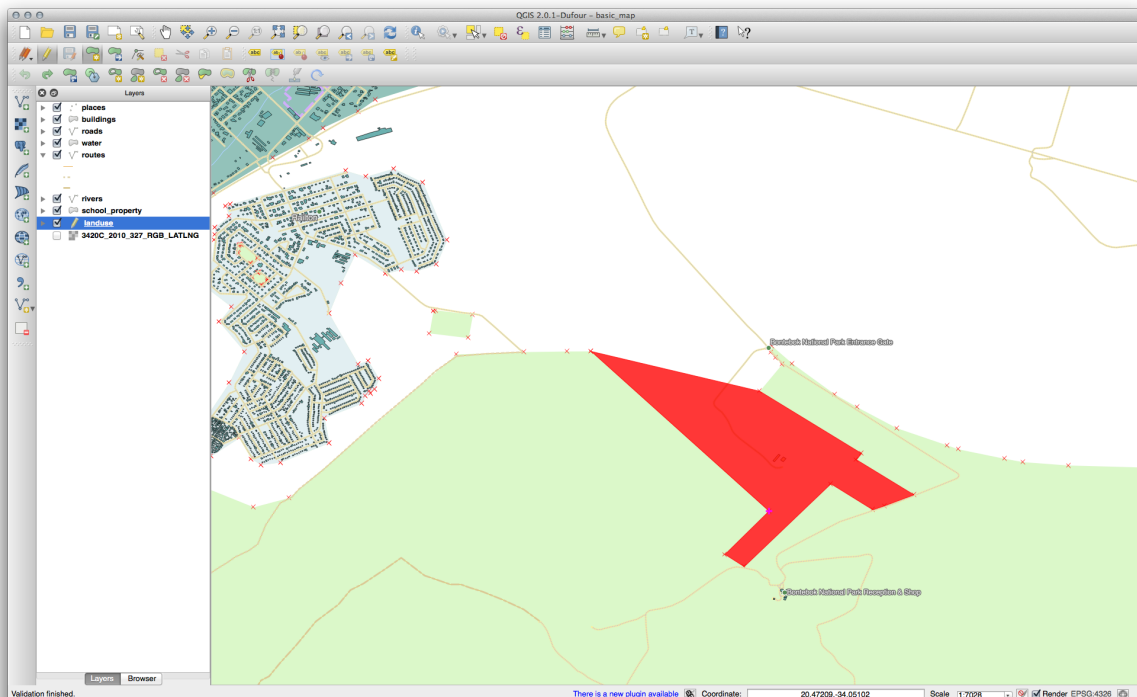 QGIS 2.0.1-Dufour - basic_map
Layers
places
buildings
roads
water
routes
rivers
school_property
landuse
3420C_2010_327_RGB_LATLNG
Bontebok National Park Entrance Gate
Bontebok National Park Reception & Shop
Layers
Browser
Validation finished.
There is a new plugin available
Coordinate:
20.47209,-34.05102
Scale
1:7028
Render
EPSG:4326